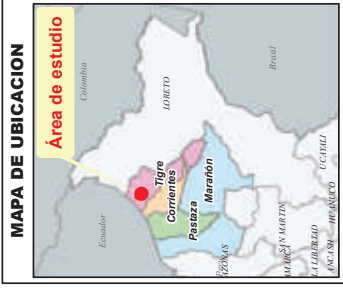 MAPA DE UBICACION
Área de estudio
Colombia
Ecuador
LORETO
Brasil
Tigre
Corrientes
Pastaza
Marañón
AZONAS
SAN MARTIN
UCAYALI
LA LIBERTAD
ANCASH
HUANUCO